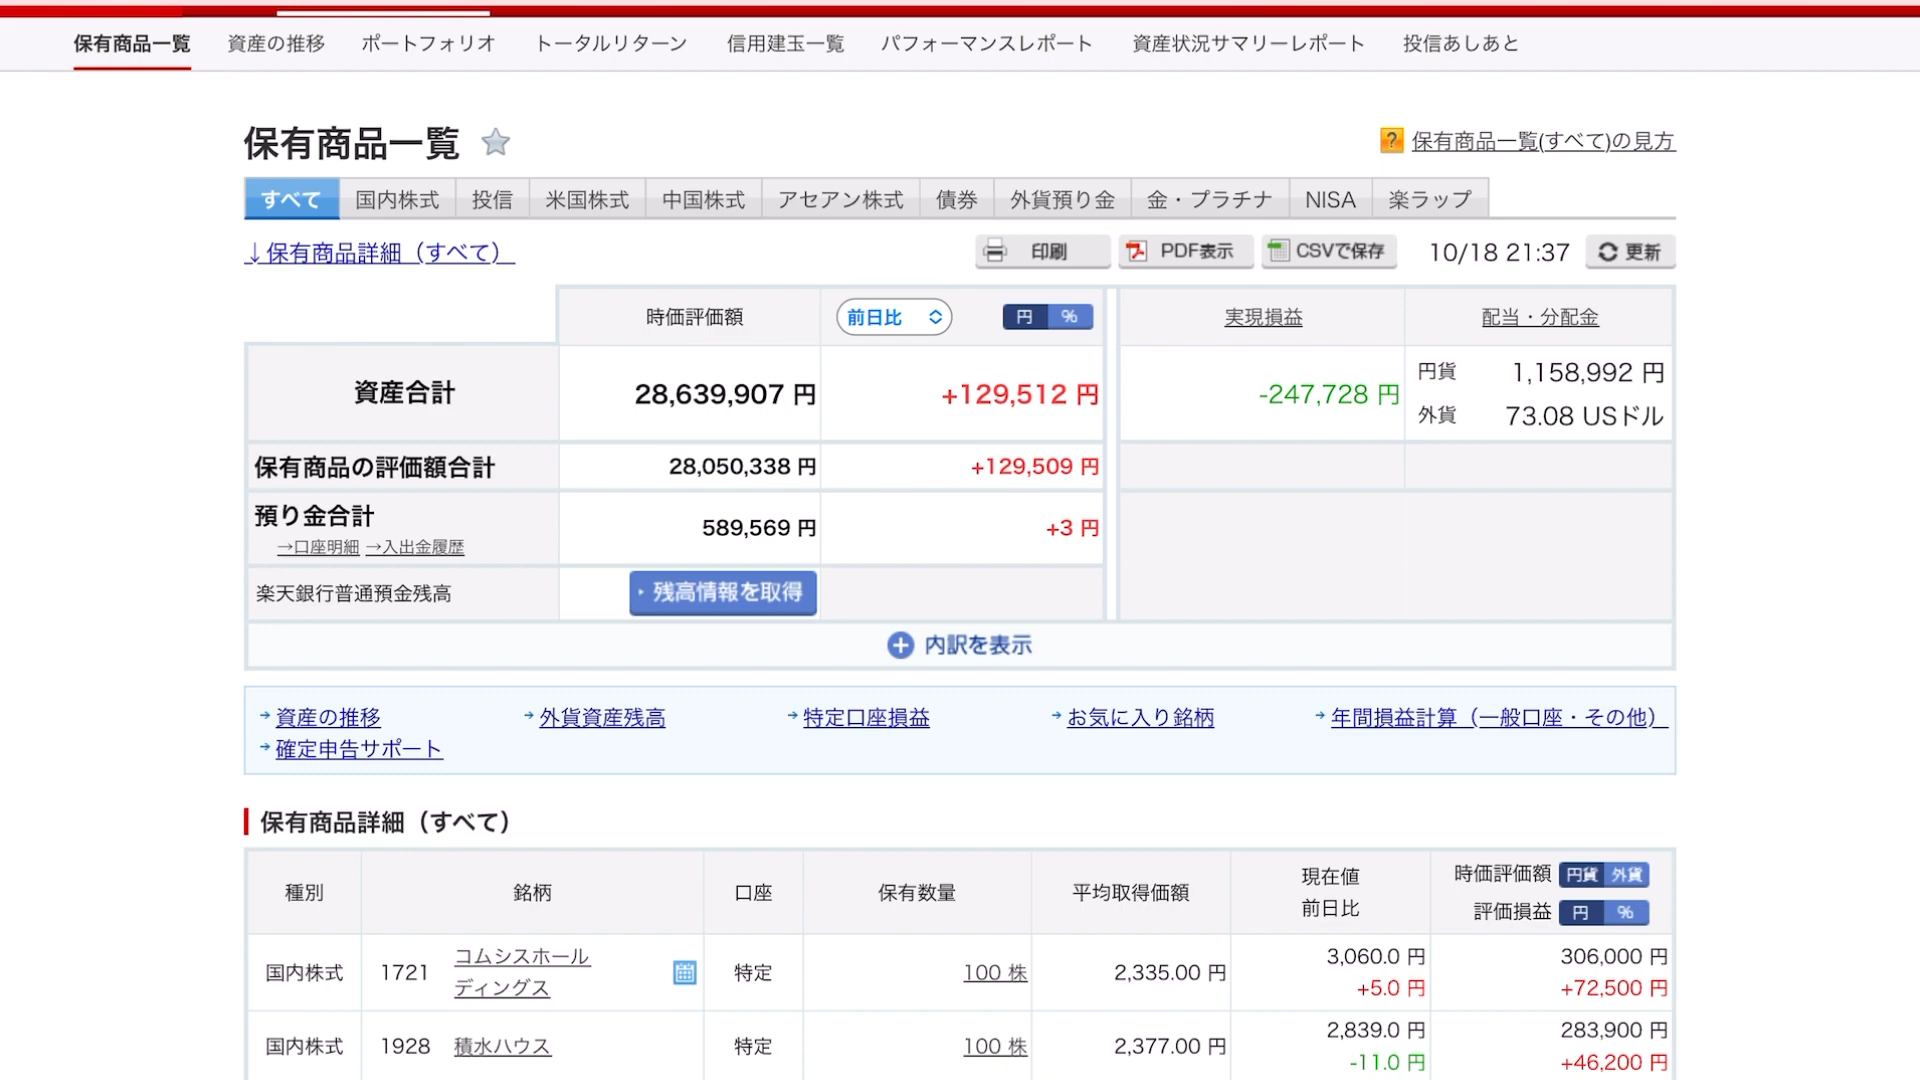 保有商品一覧 資産の推移 ポートフォリオ トータルリターン 信用建玉一覧 パフォーマンスレポート 資産状況サマリーレポート 投信あしあと
保有商品一覧
? 保有商品一覧(すべて)の見方
すべて 国内株式 投信 米国株式 中国株式 アセアン株式 債券 外貨預り金 金・プラチナ NISA 楽ラップ
↓保有商品詳細（すべて）
印刷 PDF表示 CSVで保存 10/18 21:37 更新
時価評価額 前日比 円 % 実現損益 配当・分配金
資産合計 28,639,907 円 +129,512 円 -247,728 円 円貨 1,158,992 円
外貨 73.08 USドル
保有商品の評価額合計 28,050,338 円 +129,509 円
預り金合計 589,569 円 +3 円
→口座明細 →入出金履歴
楽天銀行普通預金残高 残高情報を取得
内訳を表示
資産の推移 外貨資産残高 特定口座損益 お気に入り銘柄 年間損益計算（一般口座・その他）
確定申告サポート
保有商品詳細（すべて）
種別 銘柄 口座 保有数量 平均取得価額 現在値 時価評価額 円貨 外貨
前日比 評価損益 円 %
国内株式 1721 コムシスホール 特定 100 株 2,335.00 円 3,060.0 円 306,000 円
ディングス +5.0 円 +72,500 円
国内株式 1928 積水ハウス 特定 100 株 2,377.00 円 2,839.0 円 283,900 円
-11.0 円 +46,200 円